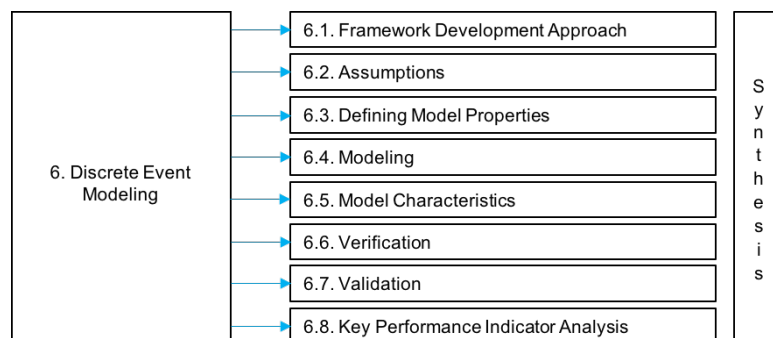 6. Discrete Event
Modeling
6.1. Framework Development Approach
6.2. Assumptions
6.3. Defining Model Properties
6.4. Modeling
6.5. Model Characteristics
6.6. Verification
6.7. Validation
6.8. Key Performance Indicator Analysis
Synthesis